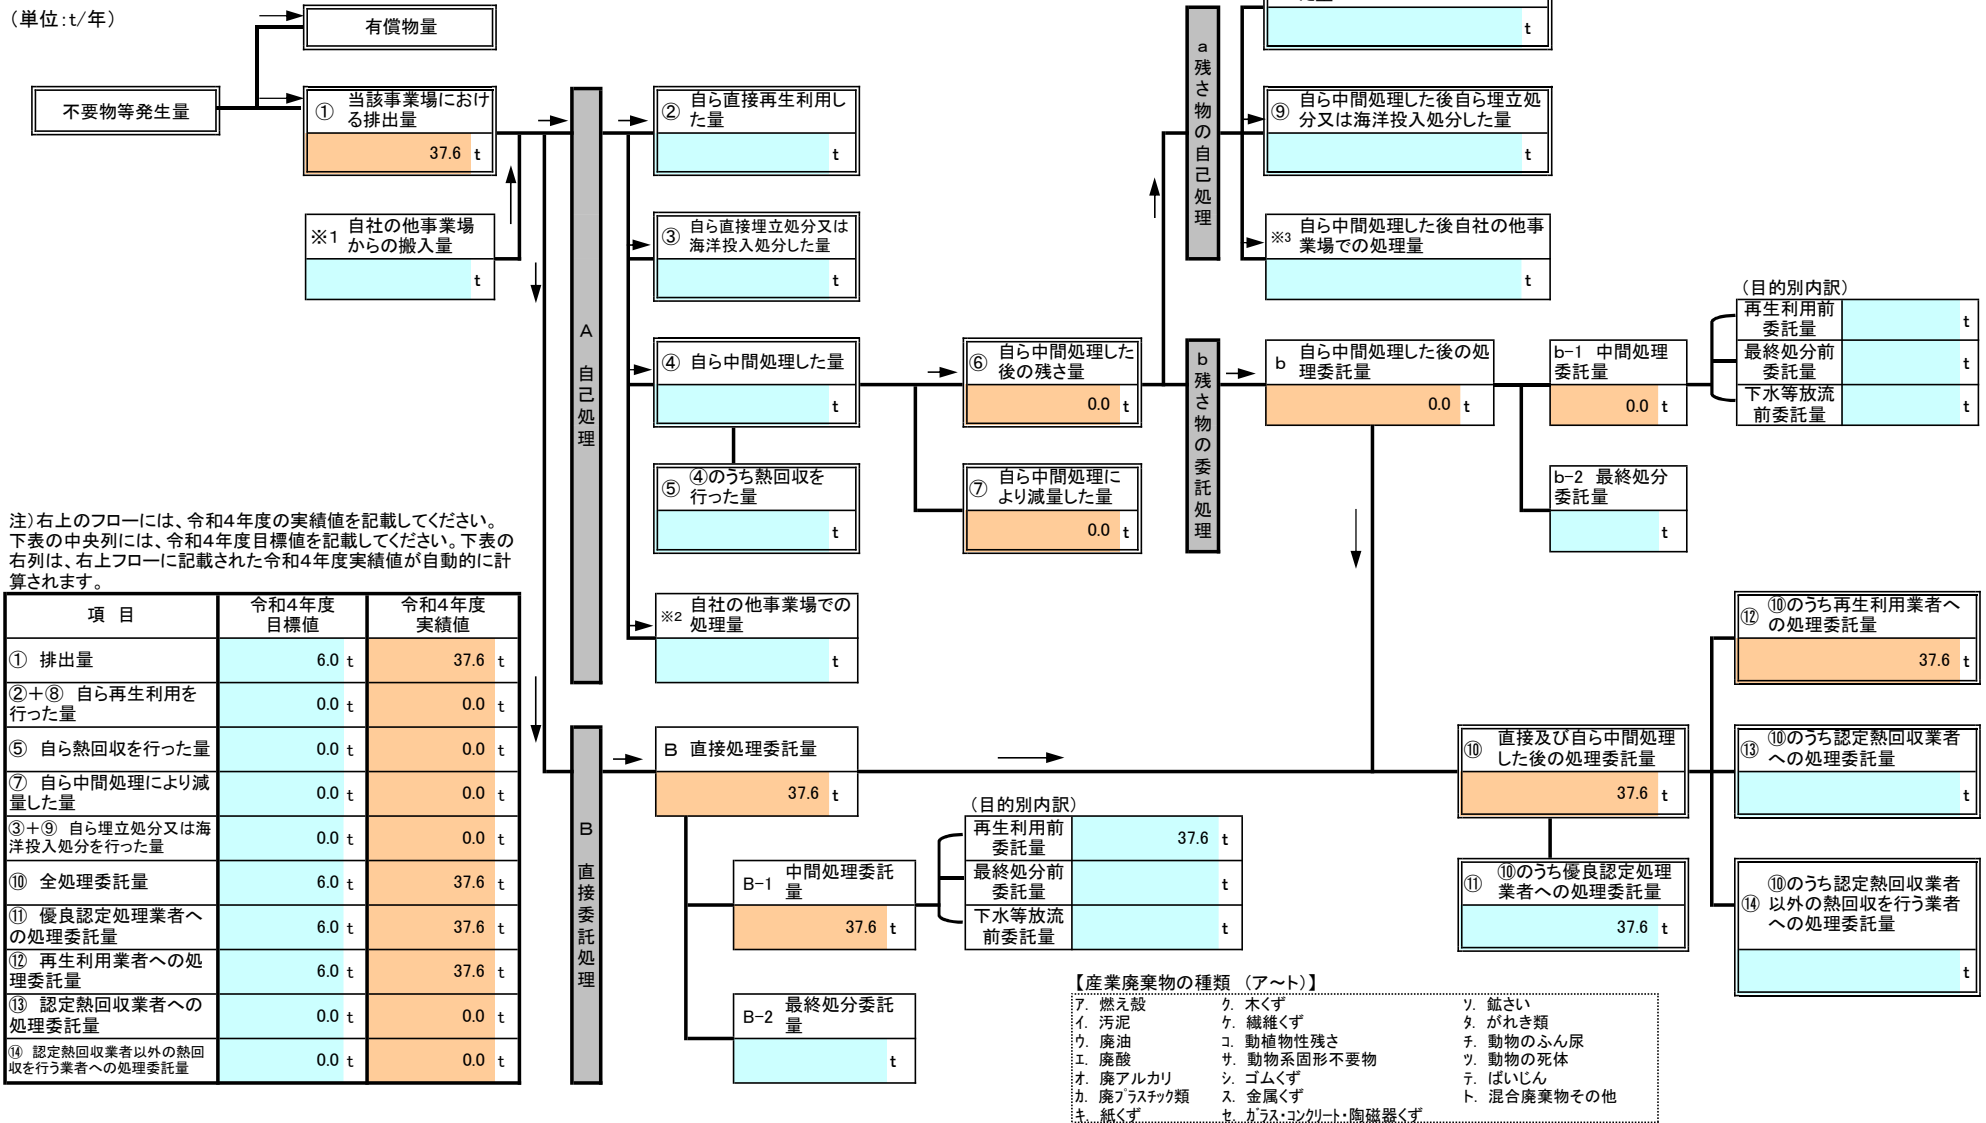 （単位：t/年）
有償物量
不要物等発生量
① 当該事業場におけ
る排出量
37.6 t
※1 自社の他事業場
からの搬入量
t
A 自己処理
② 自ら直接再生利用し
た量
t
③ 自ら直接埋立処分又は
海洋投入処分した量
t
④ 自ら中間処理した量
t
⑤ ④のうち熱回収を
行った量
t
※2 自社の他事業場での
処理量
t
⑥ 自ら中間処理した
後の残さ量
0.0 t
⑦ 自ら中間処理に
より減量した量
0.0 t
a 残さ物の自己処理
t
⑨ 自ら中間処理した後自ら埋立処
分又は海洋投入処分した量
t
※3 自ら中間処理した後自社の他事
業場での処理量
t
b 残さ物の委託処理
b 自ら中間処理した後の処
理委託量
0.0 t
b-1 中間処理
委託量
0.0 t
b-2 最終処分
委託量
t
（目的別内訳）
再生利用前
委託量
t
最終処分前
委託量
t
下水等放流
前委託量
t
注）右上のフローには、令和4年度の実績値を記載してください。
下表の中央列には、令和4年度目標値を記載してください。下表の
右列は、右上フローに記載された令和4年度実績値が自動的に計
算されます。
項 目 令和4年度 令和4年度
目標値 実績値
① 排出量 6.0 t 37.6 t
②＋⑧ 自ら再生利用を
行った量 0.0 t 0.0 t
⑤ 自ら熱回収を行った量 0.0 t 0.0 t
⑦ 自ら中間処理により減
量した量 0.0 t 0.0 t
③＋⑨ 自ら埋立処分又は海
洋投入処分を行った量 0.0 t 0.0 t
⑩ 全処理委託量 6.0 t 37.6 t
⑪ 優良認定処理業者へ
の処理委託量 6.0 t 37.6 t
⑫ 再生利用業者への処
理委託量 6.0 t 37.6 t
⑬ 認定熱回収業者への
処理委託量 0.0 t 0.0 t
⑭ 認定熱回収業者以外の熱回
収を行う業者への処理委託量 0.0 t 0.0 t
B 直接委託処理
B 直接処理委託量
37.6 t
B-1 中間処理委託
量
37.6 t
B-2 最終処分委託
量
t
（目的別内訳）
再生利用前
委託量
37.6 t
最終処分前
委託量
t
下水等放流
前委託量
t
⑩ 直接及び自ら中間処理
した後の処理委託量
37.6 t
⑪ ⑩のうち優良認定処理
業者への処理委託量
37.6 t
⑫ ⑩のうち再生利用業者へ
の処理委託量
37.6 t
⑬ ⑩のうち認定熱回収業者
への処理委託量
t
⑭ ⑩のうち認定熱回収業者
以外の熱回収を行う業者
への処理委託量
t
【産業廃棄物の種類 （ア～ト）】
ア. 燃え殻 ク. 木くず ソ. 鉱さい
イ. 汚泥 ケ. 繊維くず タ. がれき類
ウ. 廃油 コ. 動植物性残さ チ. 動物のふん尿
エ. 廃酸 サ. 動物系固形不要物 ツ. 動物の死体
オ. 廃アルカリ シ. ゴムくず テ. ばいじん
カ. 廃プラスチック類 ス. 金属くず ト. 混合廃棄物その他
キ. 紙くず セ. ガラス・コンクリート・陶磁器くず